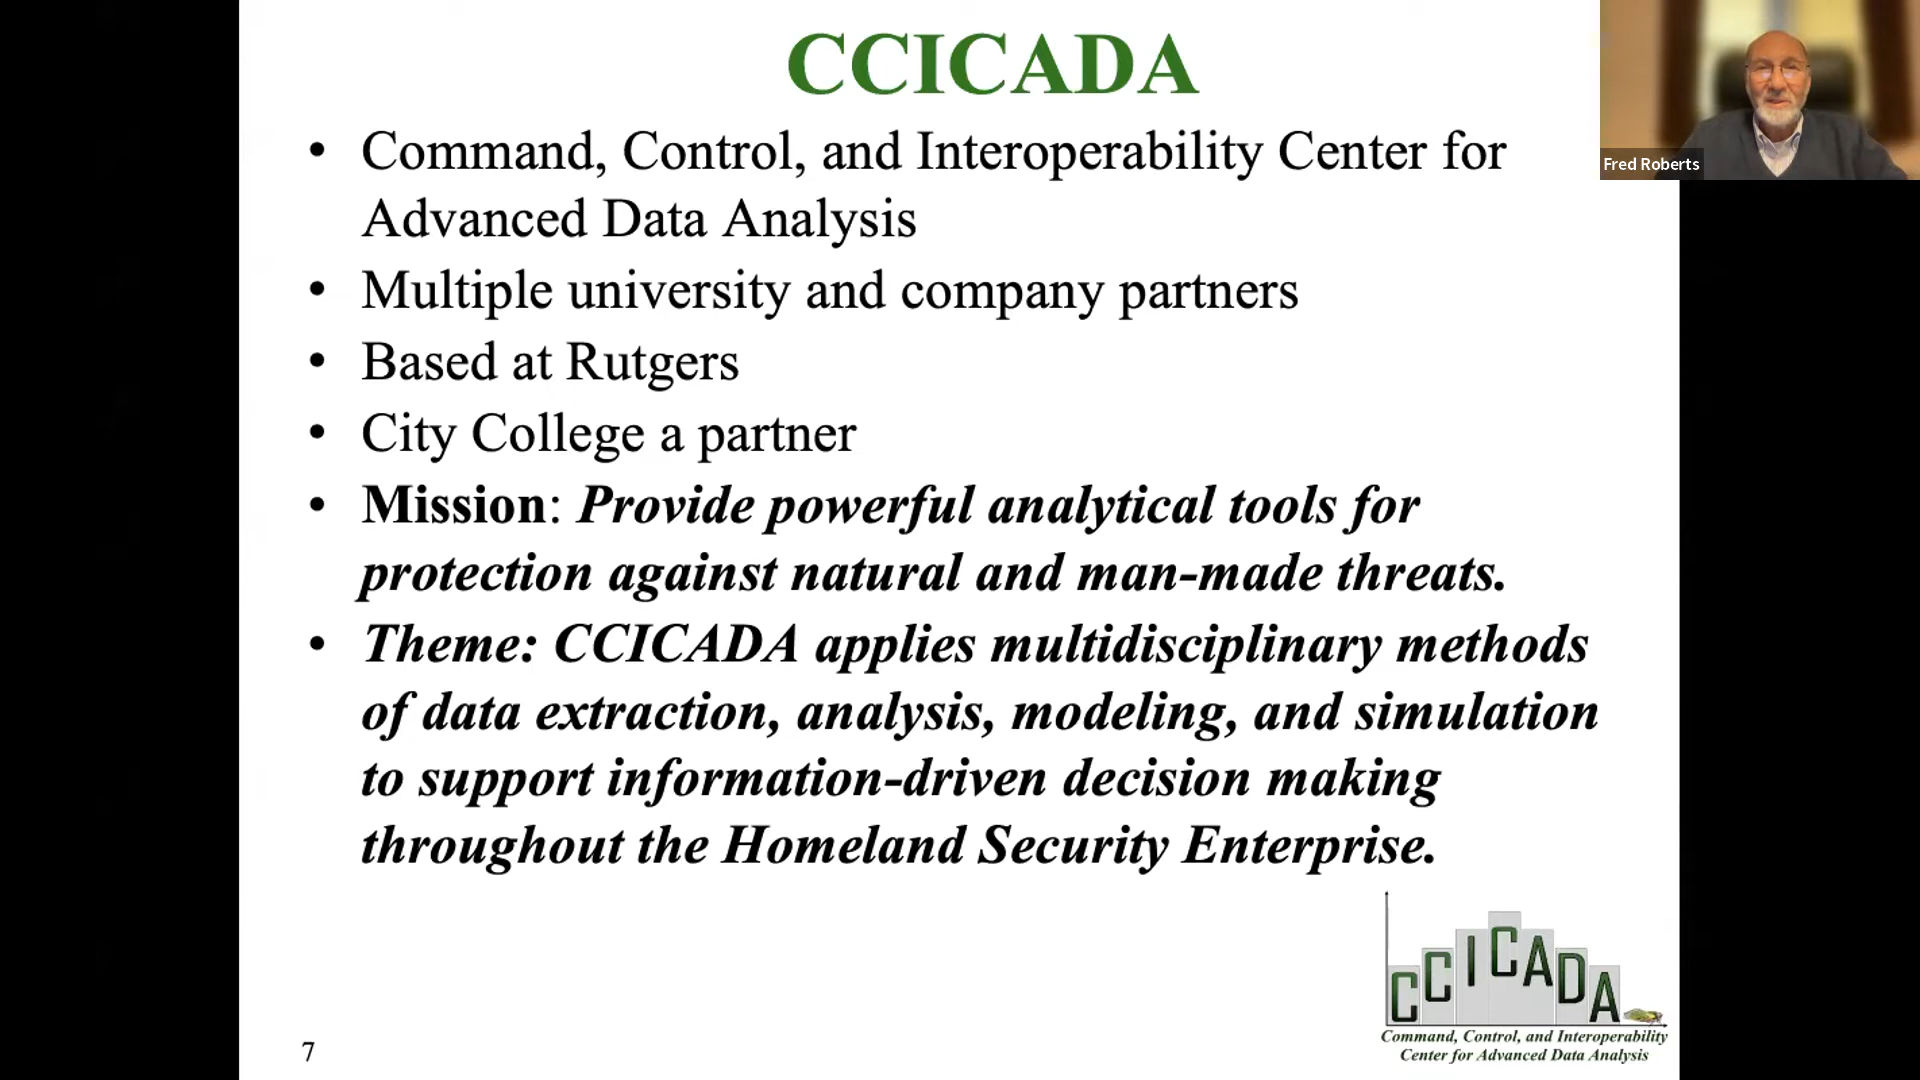 CCICADA
• Command, Control, and Interoperability Center for
Advanced Data Analysis
• Multiple university and company partners
• Based at Rutgers
• City College a partner
• Mission: Provide powerful analytical tools for
protection against natural and man-made threats.
• Theme: CCICADA applies multidisciplinary methods
of data extraction, analysis, modeling, and simulation
to support information-driven decision making
throughout the Homeland Security Enterprise.
Fred Roberts
CCICADA
Command, Control, and Interoperability
Center for Advanced Data Analysis
7